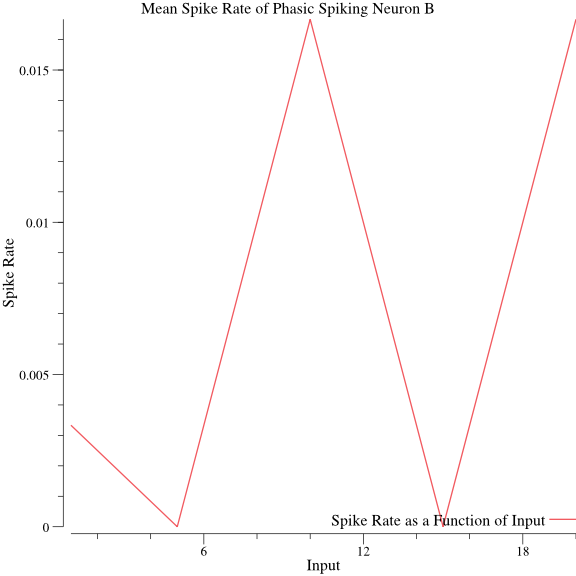 Mean Spike Rate of Phasic Spiking Neuron B
0.015
0.01
0.005
0
Spike Rate
Spike Rate as a Function of Input
6 12 18
Input